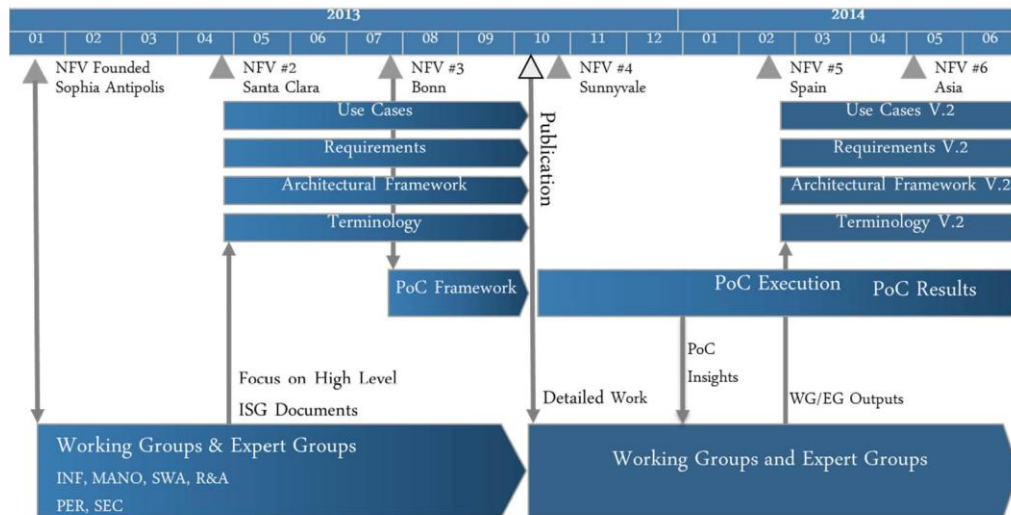 2013
2014
01 02 03 04 05 06 07 08 09 10 11 12 01 02 03 04 05 06
NFV Founded
Sophia Antipolis
NFV #2
Santa Clara
NFV #3
Bonn
NFV #4
Sunnyvale
NFV #5
Spain
NFV #6
Asia
Publication
Use Cases
Requirements
Architectural Framework
Terminology
Use Cases V.2
Requirements V.2
Architectural Framework V.2
Terminology V.2
PoC Framework
PoC Execution
PoC Results
Focus on High Level
ISG Documents
Detailed Work
PoC
Insights
WG/EG Outputs
Working Groups & Expert Groups
INF, MANO, SWA, R&A
PER, SEC
Working Groups and Expert Groups